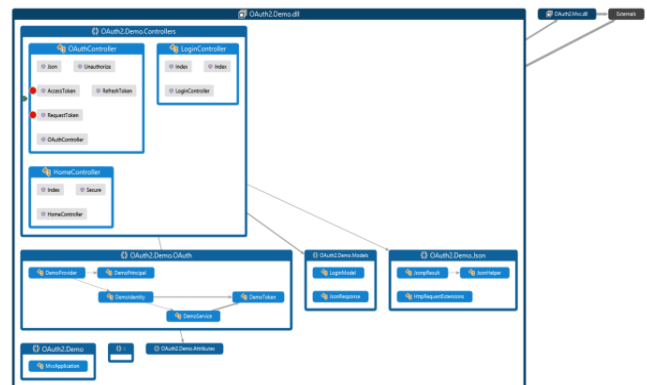 OAuth2.Demo.dll
OAuth2.Mvc.dll
Externals
OAuth2.Demo.Controllers
OAuthController
LoginController
Json
Unauthorize
Index
Index
AccessToken
RefreshToken
LoginController
RequestToken
OAuthController
HomeController
Index
Secure
HomeController
OAuth2.Demo.OAuth
OAuth2.Demo.Models
OAuth2.Demo.Json
DemoProvider
DemoPrincipal
LoginModel
JsonpResult
JsonHelper
DemoIdentity
DemoToken
JsonResponse
HttpRequestExtensions
DemoService
OAuth2.Demo
OAuth2.Demo.Attributes
MvcApplication